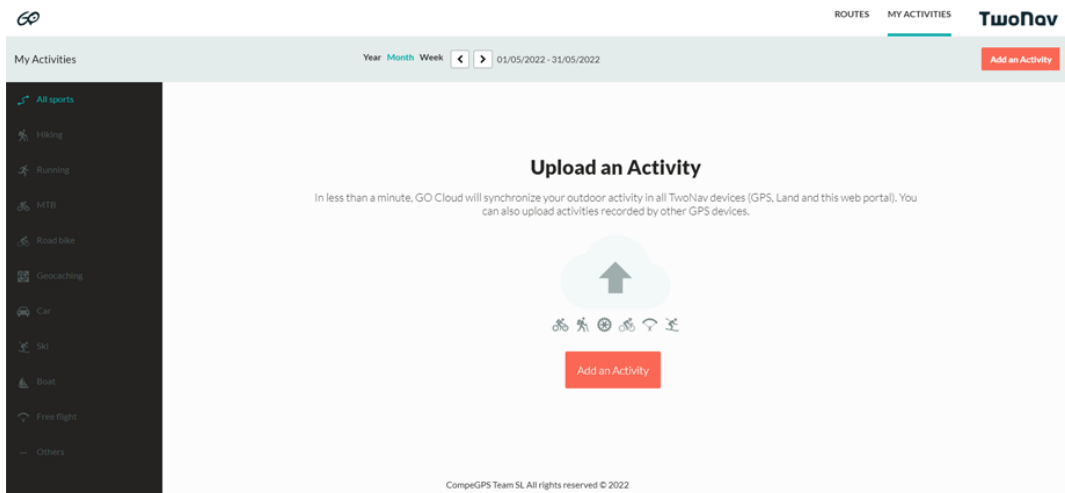 GO
ROUTES MY ACTIVITIES TwoNav
My Activities Year Month Week < > 01/05/2022 - 31/05/2022 Add an Activity
All sports
Hiking
Running
MTB
Road bike
Geocaching
Car
Ski
Boat
Free flight
Others
Upload an Activity
In less than a minute, GO Cloud will synchronize your outdoor activity in all TwoNav devices (GPS, Land and this web portal). You
can also upload activities recorded by other GPS devices.
Add an Activity
CompeGPS Team SL All rights reserved © 2022